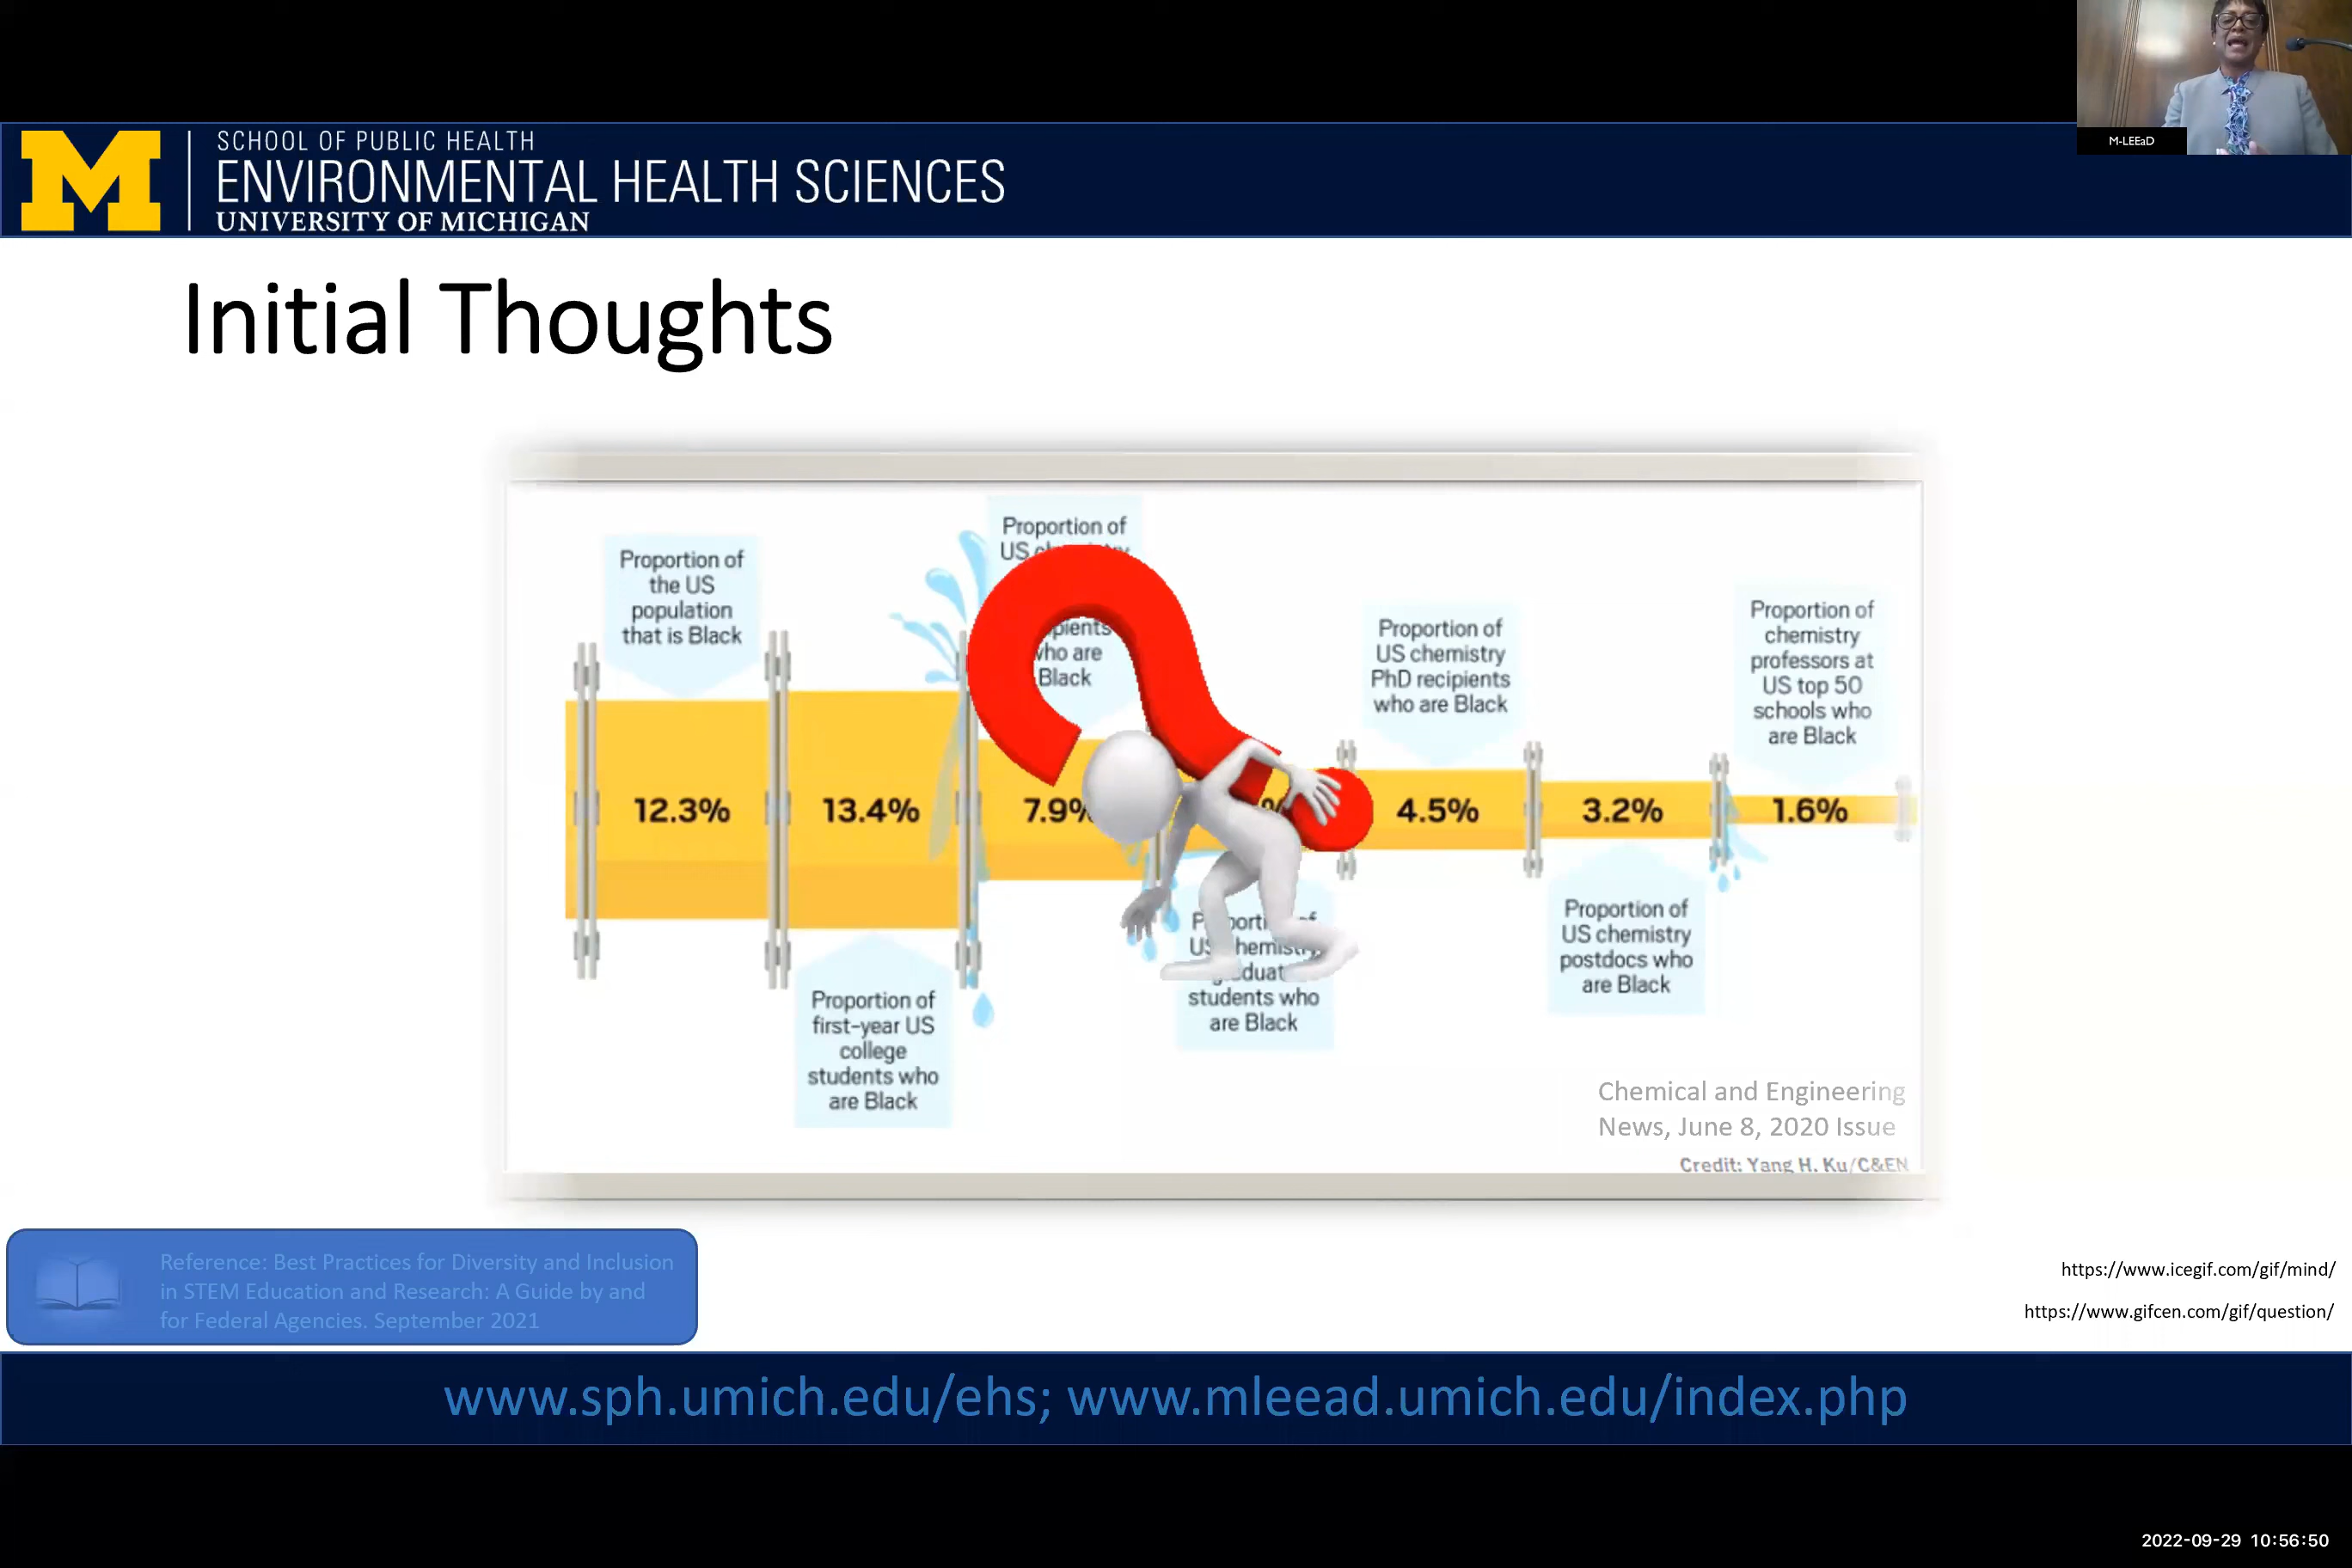 M-LEEaD
M
SCHOOL OF PUBLIC HEALTH
ENVIRONMENTAL HEALTH SCIENCES
UNIVERSITY OF MICHIGAN
Initial Thoughts
Proportion of
the US
population
that is Black
12.3%
13.4%
Proportion of
first-year US
college
students who
are Black
Proportion of
US
who are
Black
7.9%
US
students who
are Black
Proportion of
US chemistry
PhD recipients
who are Black
4.5%
3.2%
Proportion of
US chemistry
postdocs who
are Black
Proportion of
chemistry
professors at
US top 50
schools who
are Black
1.6%
Chemical and Engineering
News, June 8, 2020 Issue
Credit: Yang H. Ku/C&EN
Reference: Best Practices for Diversity and Inclusion
in STEM Education and Research: A Guide by and
for Federal Agencies. September 2021
https://www.icegif.com/gif/mind/
https://www.gifcen.com/gif/question/
www.sph.umich.edu/ehs; www.mleead.umich.edu/index.php
2022-09-29 10:56:50